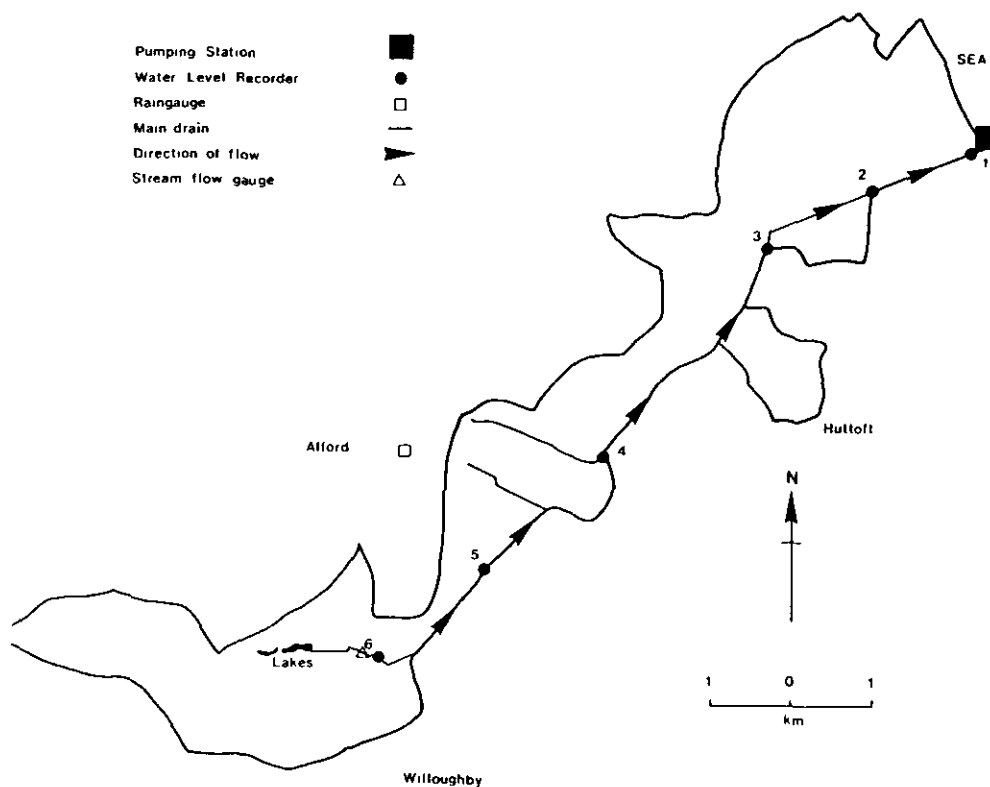 Pumping Station
Water Level Recorder
Raingauge
Main drain
Direction of flow
Stream flow gauge
SEA
1
2
3
Huttoft
Alford
4
N
5
6
Lakes
1 0 1
km
Willoughby